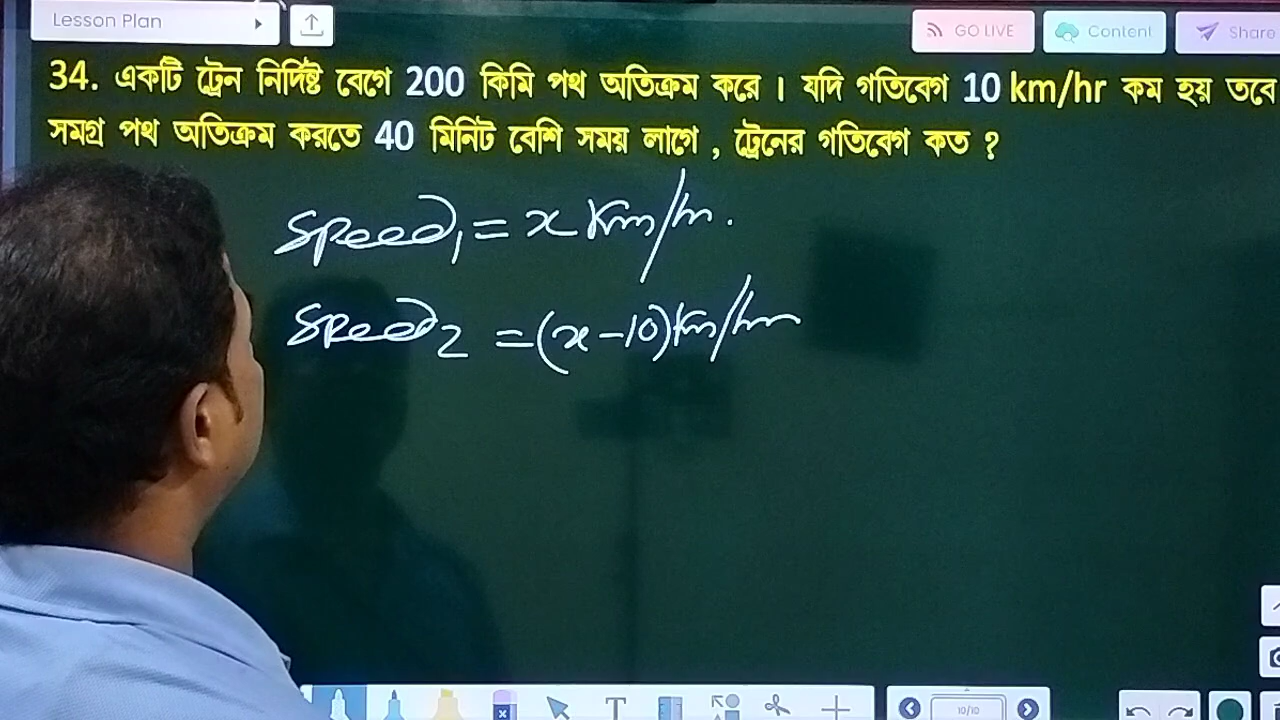 Lesson Plan
GO LIVE
Content
Share
34. একটি ট্রেন নির্দিষ্ট বেগে 200 কিমি পথ অতিক্রম করে । যদি গতিবেগ 10 km/hr কম হয় তবে
সমগ্র পথ অতিক্রম করতে 40 মিনিট বেশি সময় লাগে , ট্রেনের গতিবেগ কত ?
Speed₁ = x km/hr.
Speed₂ = (x-10) km/hr
10/10